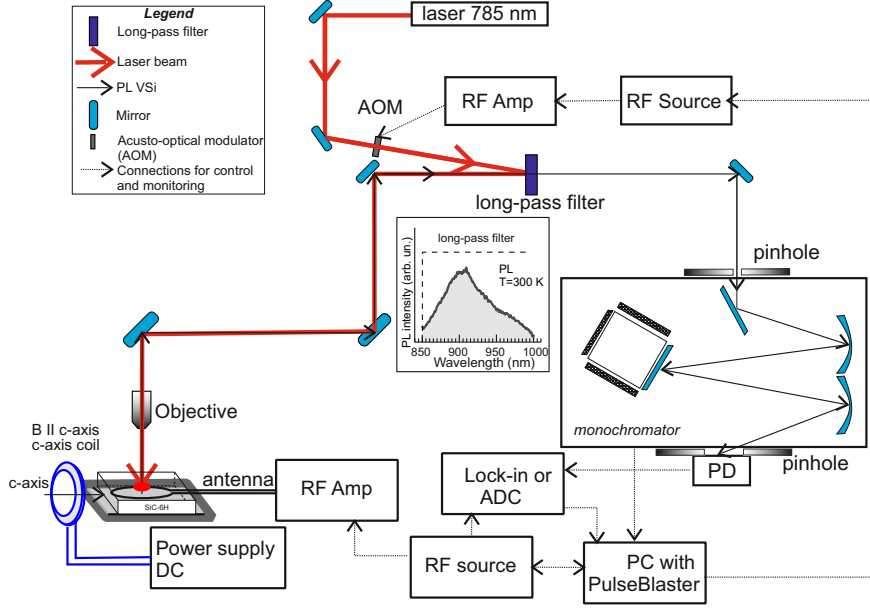 Legend
Long-pass filter
Laser beam
PL VSi
Mirror
Acusto-optical modulator
(AOM)
Connections for control
and monitoring
laser 785 nm
AOM
RF Amp
RF Source
long-pass filter
pinhole
long-pass filter
PL
T=300 K
PL intensity (arb. un.)
850
900
950
1000
Wavelength (nm)
monochromator
Objective
B II c-axis
c-axis coil
c-axis
antenna
SiC-6H
RF Amp
Lock-in or
ADC
PD
pinhole
Power supply
DC
RF source
PC with
PulseBlaster